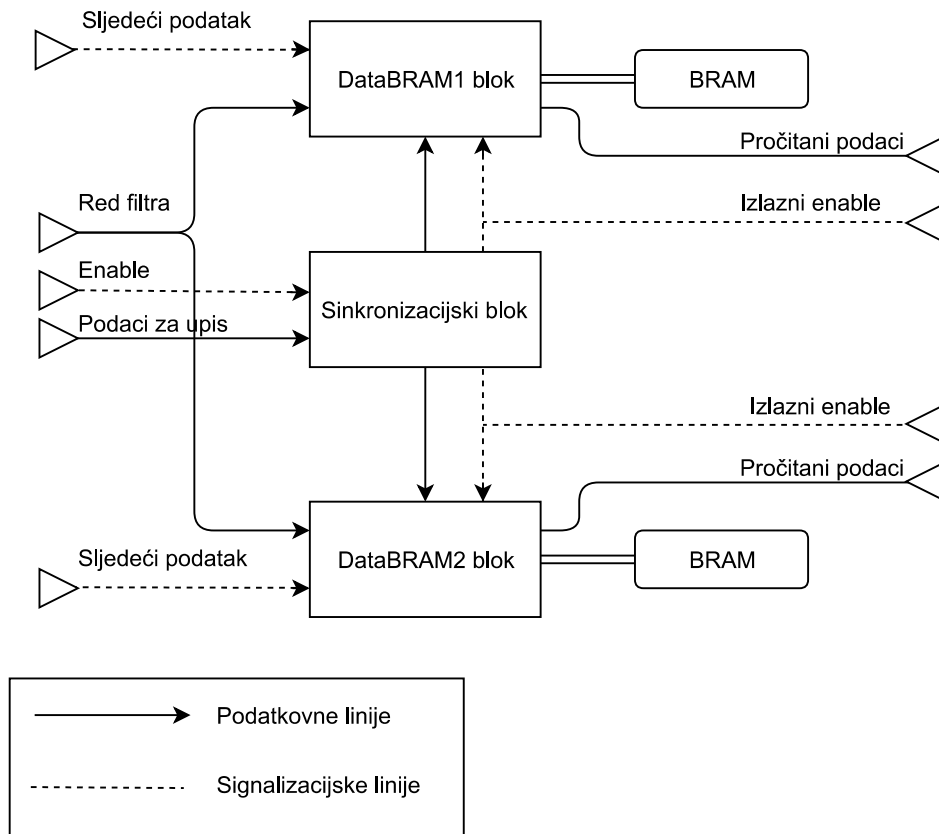 Sljedeći podatak
DataBRAM1 blok
BRAM
Pročitani podaci
Red filtra
Izlazni enable
Enable
Sinkronizacijski blok
Podaci za upis
Izlazni enable
Pročitani podaci
Sljedeći podatak
DataBRAM2 blok
BRAM
Podatkovne linije
Signalizacijske linije